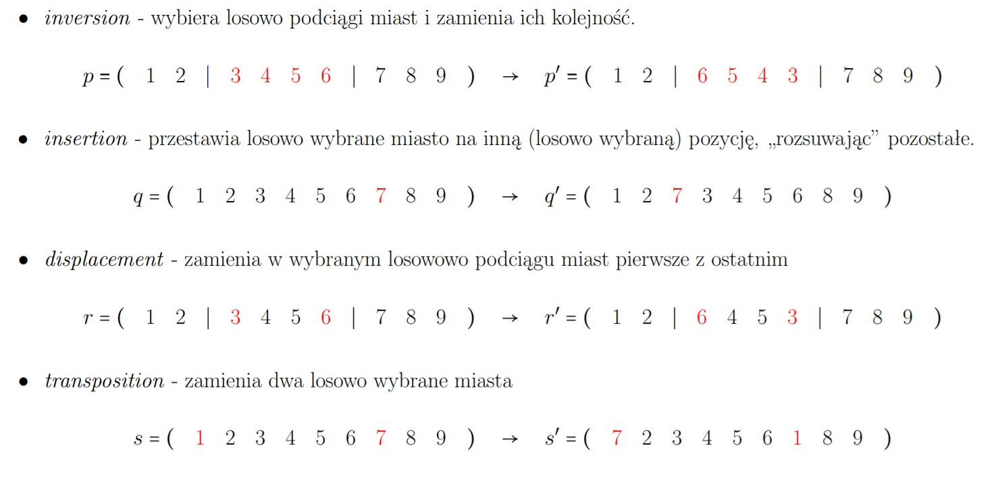 • inversion - wybiera losowo podciągi miast i zamienia ich kolejność.
p = ( 1 2 | 3 4 5 6 | 7 8 9 ) → p′ = ( 1 2 | 6 5 4 3 | 7 8 9 )
• insertion - przestawia losowo wybrane miasto na inną (losowo wybraną) pozycję, „rozsuwając” pozostałe.
q = ( 1 2 3 4 5 6 7 8 9 ) → q′ = ( 1 2 7 3 4 5 6 8 9 )
• displacement - zamienia w wybranym losowowo podciągu miast pierwsze z ostatnim
r = ( 1 2 | 3 4 5 6 | 7 8 9 ) → r′ = ( 1 2 | 6 4 5 3 | 7 8 9 )
• transposition - zamienia dwa losowo wybrane miasta
s = ( 1 2 3 4 5 6 7 8 9 ) → s′ = ( 7 2 3 4 5 6 1 8 9 )